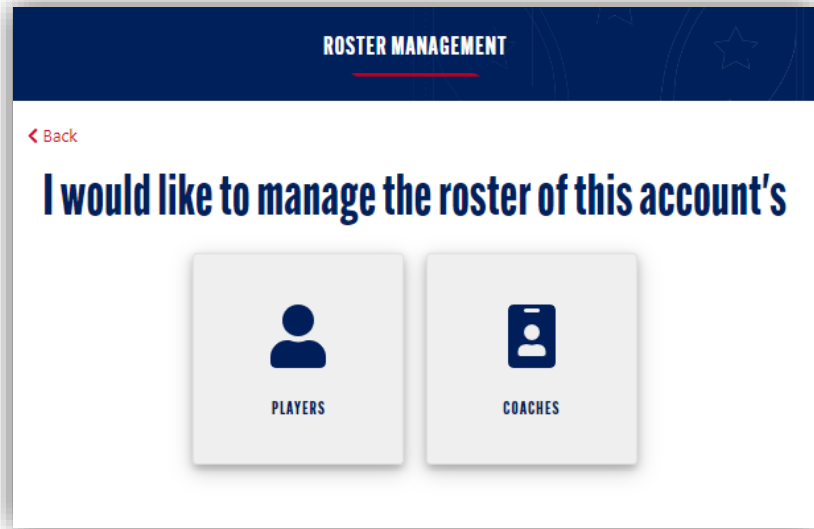 ROSTER MANAGEMENT
Back
I would like to manage the roster of this account's
PLAYERS
COACHES